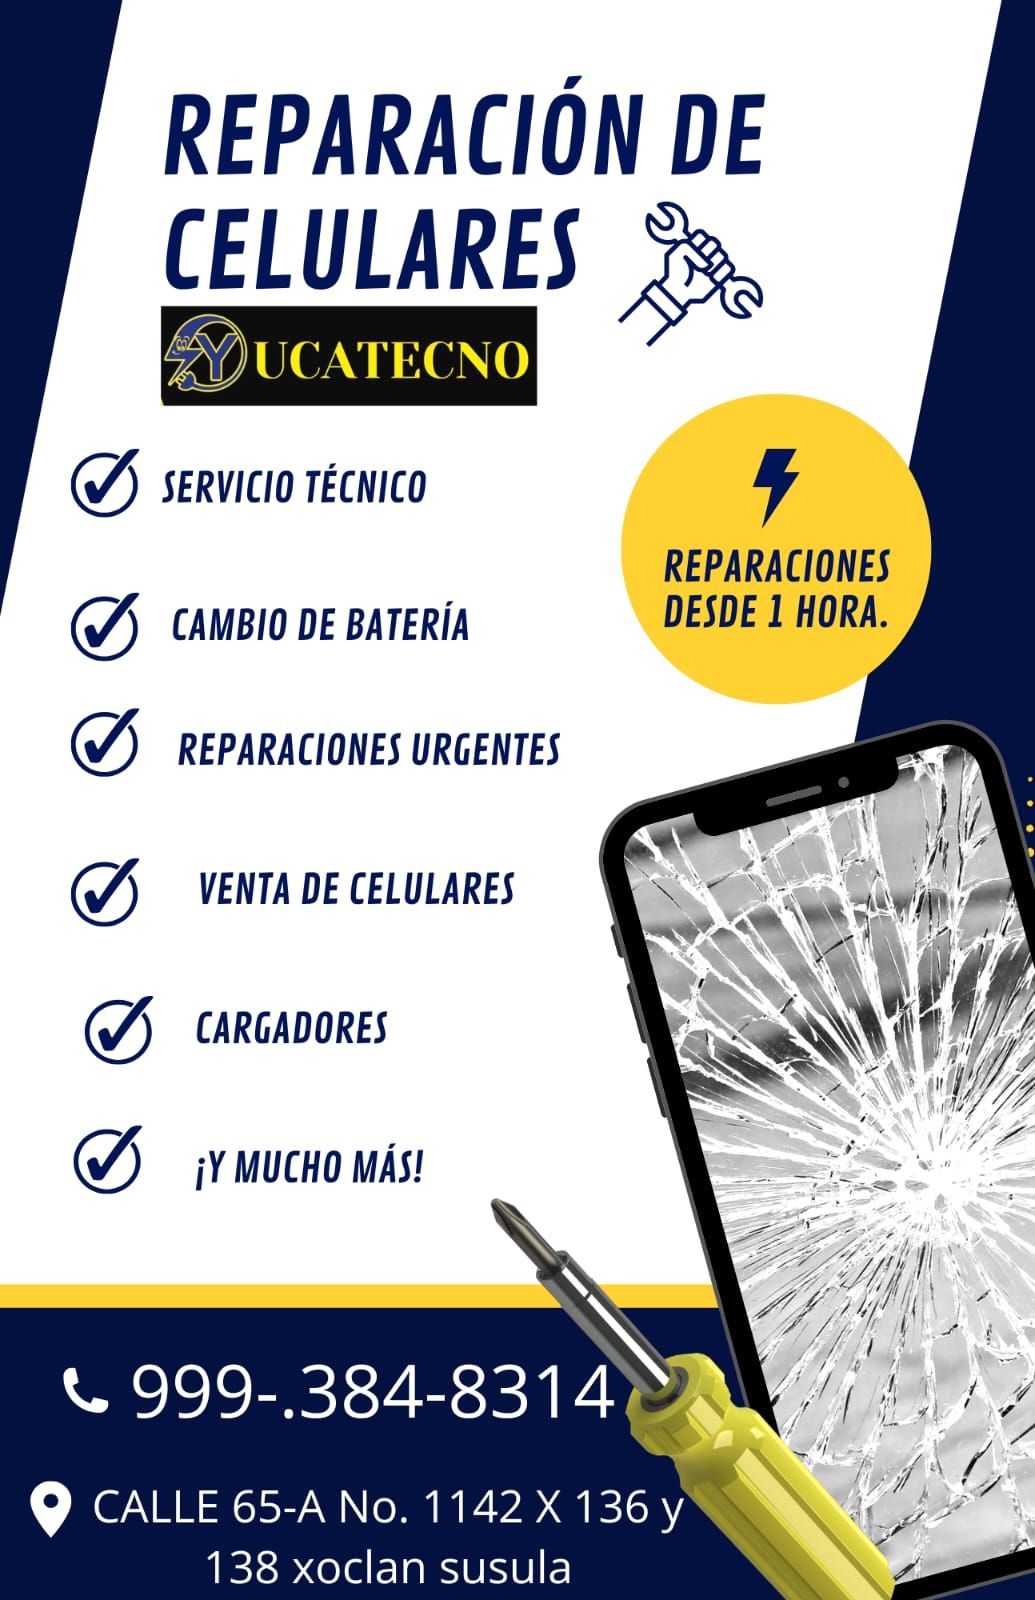 REPARACIÓN DE
CELULARES
YUCATECNO
SERVICIO TÉCNICO
CAMBIO DE BATERÍA
REPARACIONES
DESDE 1 HORA.
REPARACIONES URGENTES
VENTA DE CELULARES
CARGADORES
¡Y MUCHO MÁS!
999-.384-8314
CALLE 65-A No. 1142 X 136 y
138 xoclan susula